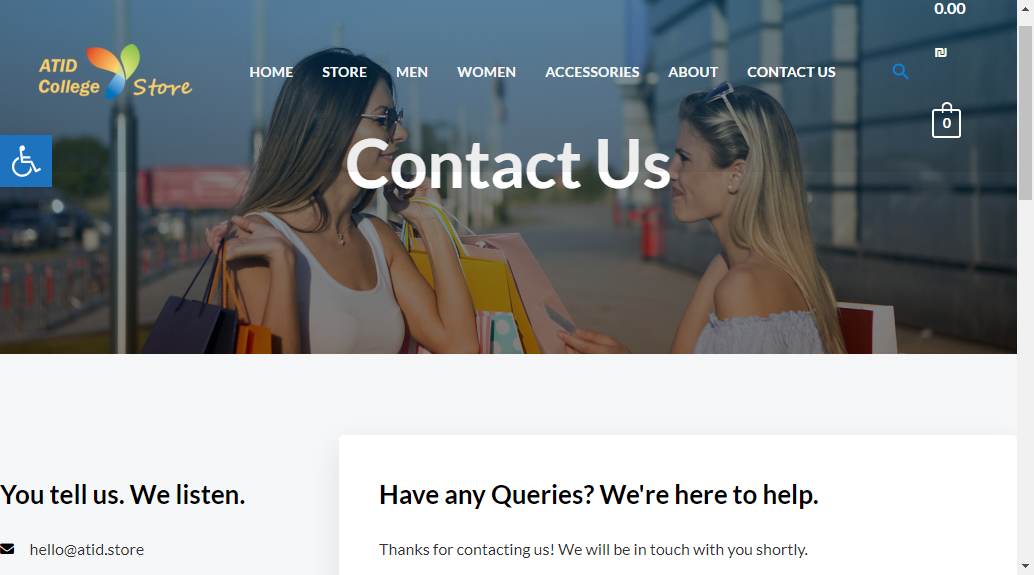 0.00
₪
ATID
College Store
HOME STORE MEN WOMEN ACCESSORIES ABOUT CONTACT US
0
Contact Us
You tell us. We listen.
hello@atid.store
Have any Queries? We're here to help.
Thanks for contacting us! We will be in touch with you shortly.